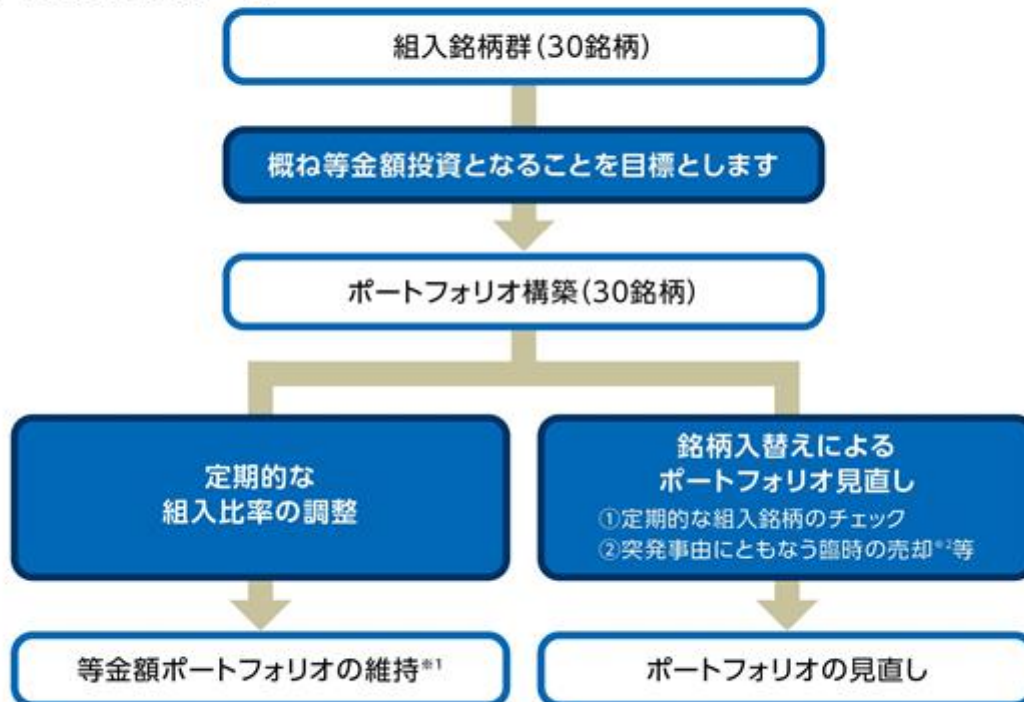 組入銘柄群(30銘柄)
概ね等金額投資となることを目標とします
ポートフォリオ構築(30銘柄)
定期的な
組入比率の調整
銘柄入替えによる
ポートフォリオ見直し
①定期的な組入銘柄のチェック
②突発事由にともなう臨時の売却※2等
等金額ポートフォリオの維持※1
ポートフォリオの見直し